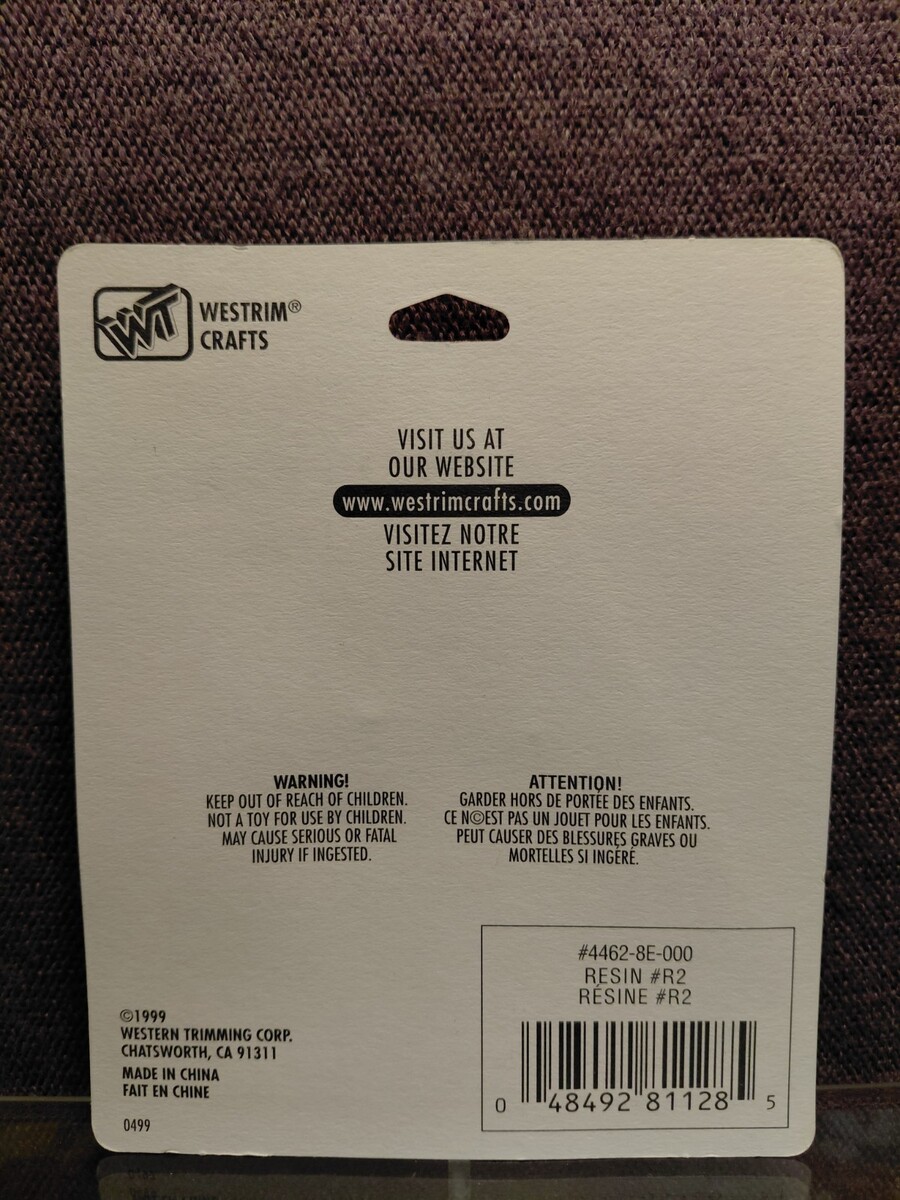 WT WESTRIM®
CRAFTS
VISIT US AT
OUR WEBSITE
www.westrimcrafts.com
VISITEZ NOTRE
SITE INTERNET
WARNING!
KEEP OUT OF REACH OF CHILDREN.
NOT A TOY FOR USE BY CHILDREN.
MAY CAUSE SERIOUS OR FATAL
INJURY IF INGESTED.
ATTENTION!
GARDER HORS DE PORTÉE DES ENFANTS.
CE N©EST PAS UN JOUET POUR LES ENFANTS.
PEUT CAUSER DES BLESSURES GRAVES OU
MORTELLES SI INGÉRÉ.
#4462-8E-000
RESIN #R2
RÉSINE #R2
0 48492 81128 5
©1999
WESTERN TRIMMING CORP.
CHATSWORTH, CA 91311
MADE IN CHINA
FAIT EN CHINE
0499